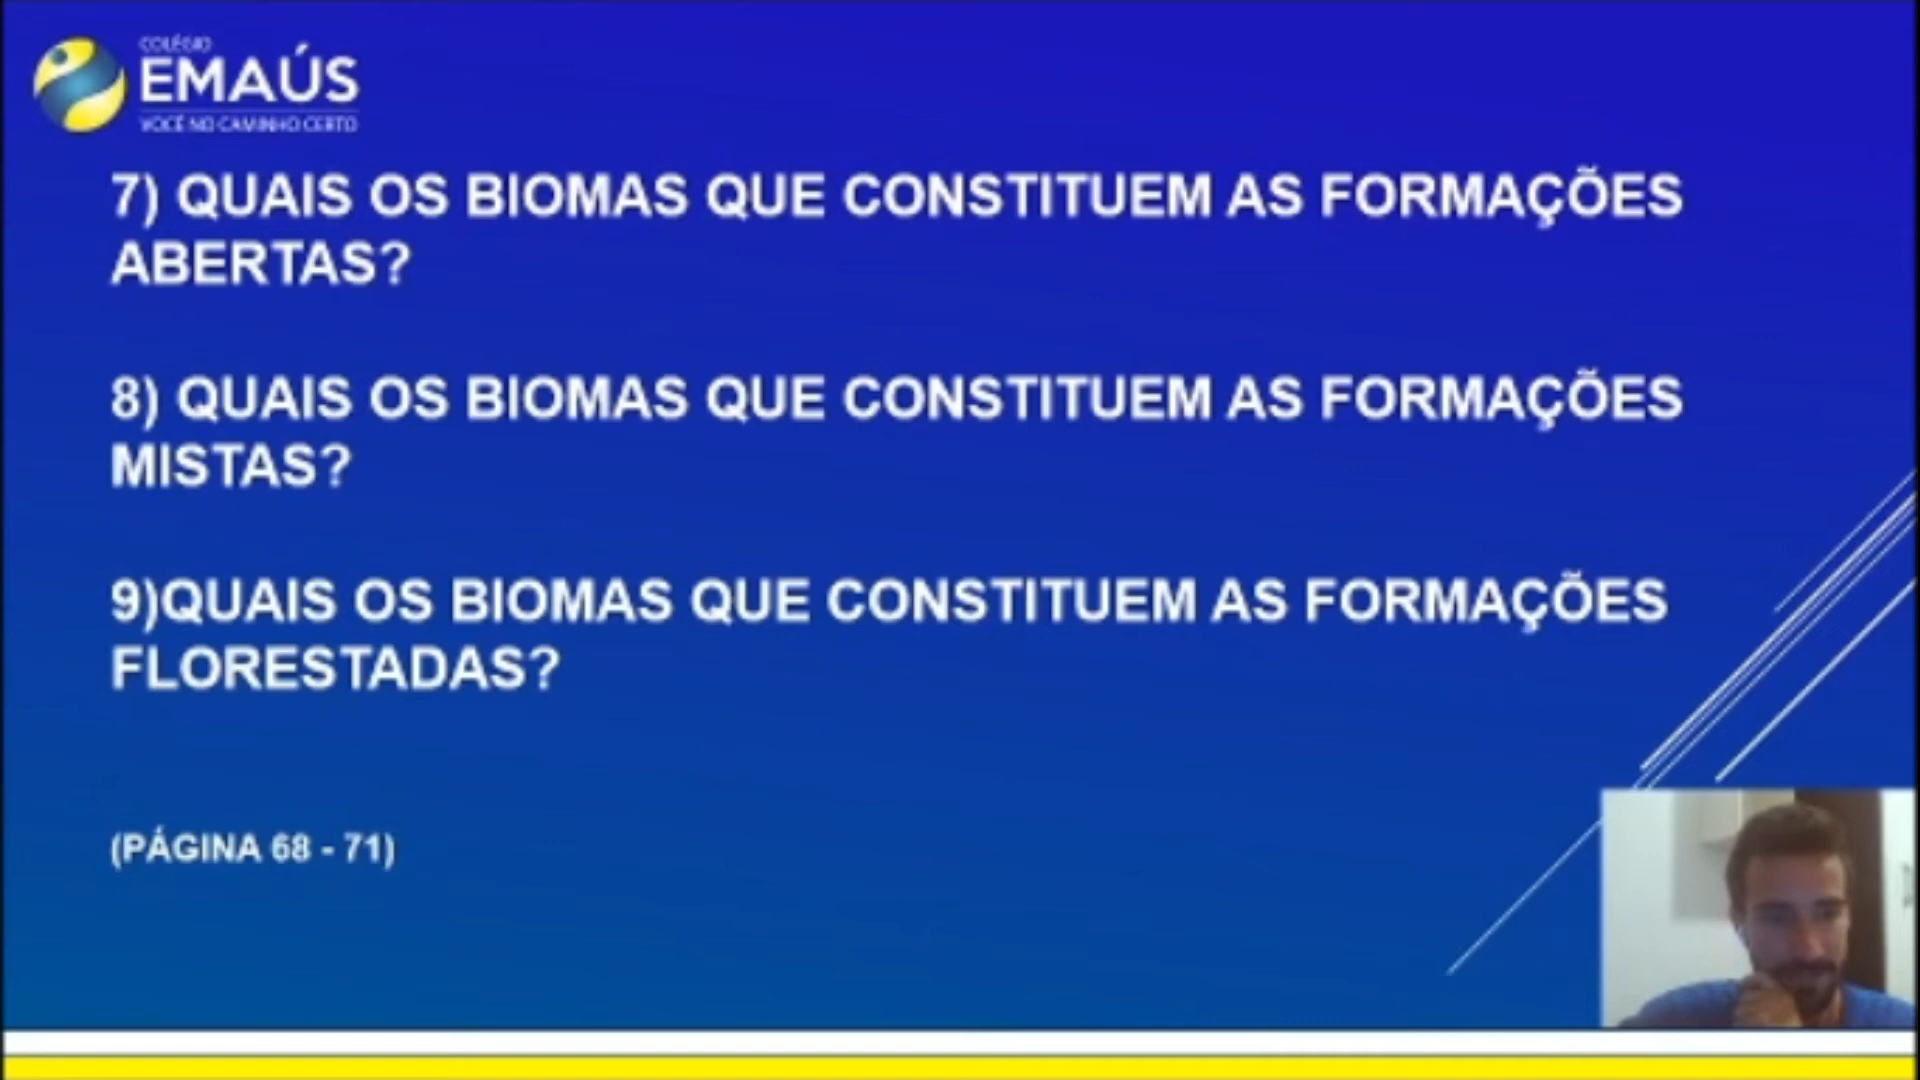 COLÉGIO
EMAÚS
VOCÊ NO CAMINHO CERTO
7) QUAIS OS BIOMAS QUE CONSTITUEM AS FORMAÇÕES
ABERTAS?
8) QUAIS OS BIOMAS QUE CONSTITUEM AS FORMAÇÕES
MISTAS?
9)QUAIS OS BIOMAS QUE CONSTITUEM AS FORMAÇÕES
FLORESTADAS?
(PÁGINA 68 - 71)